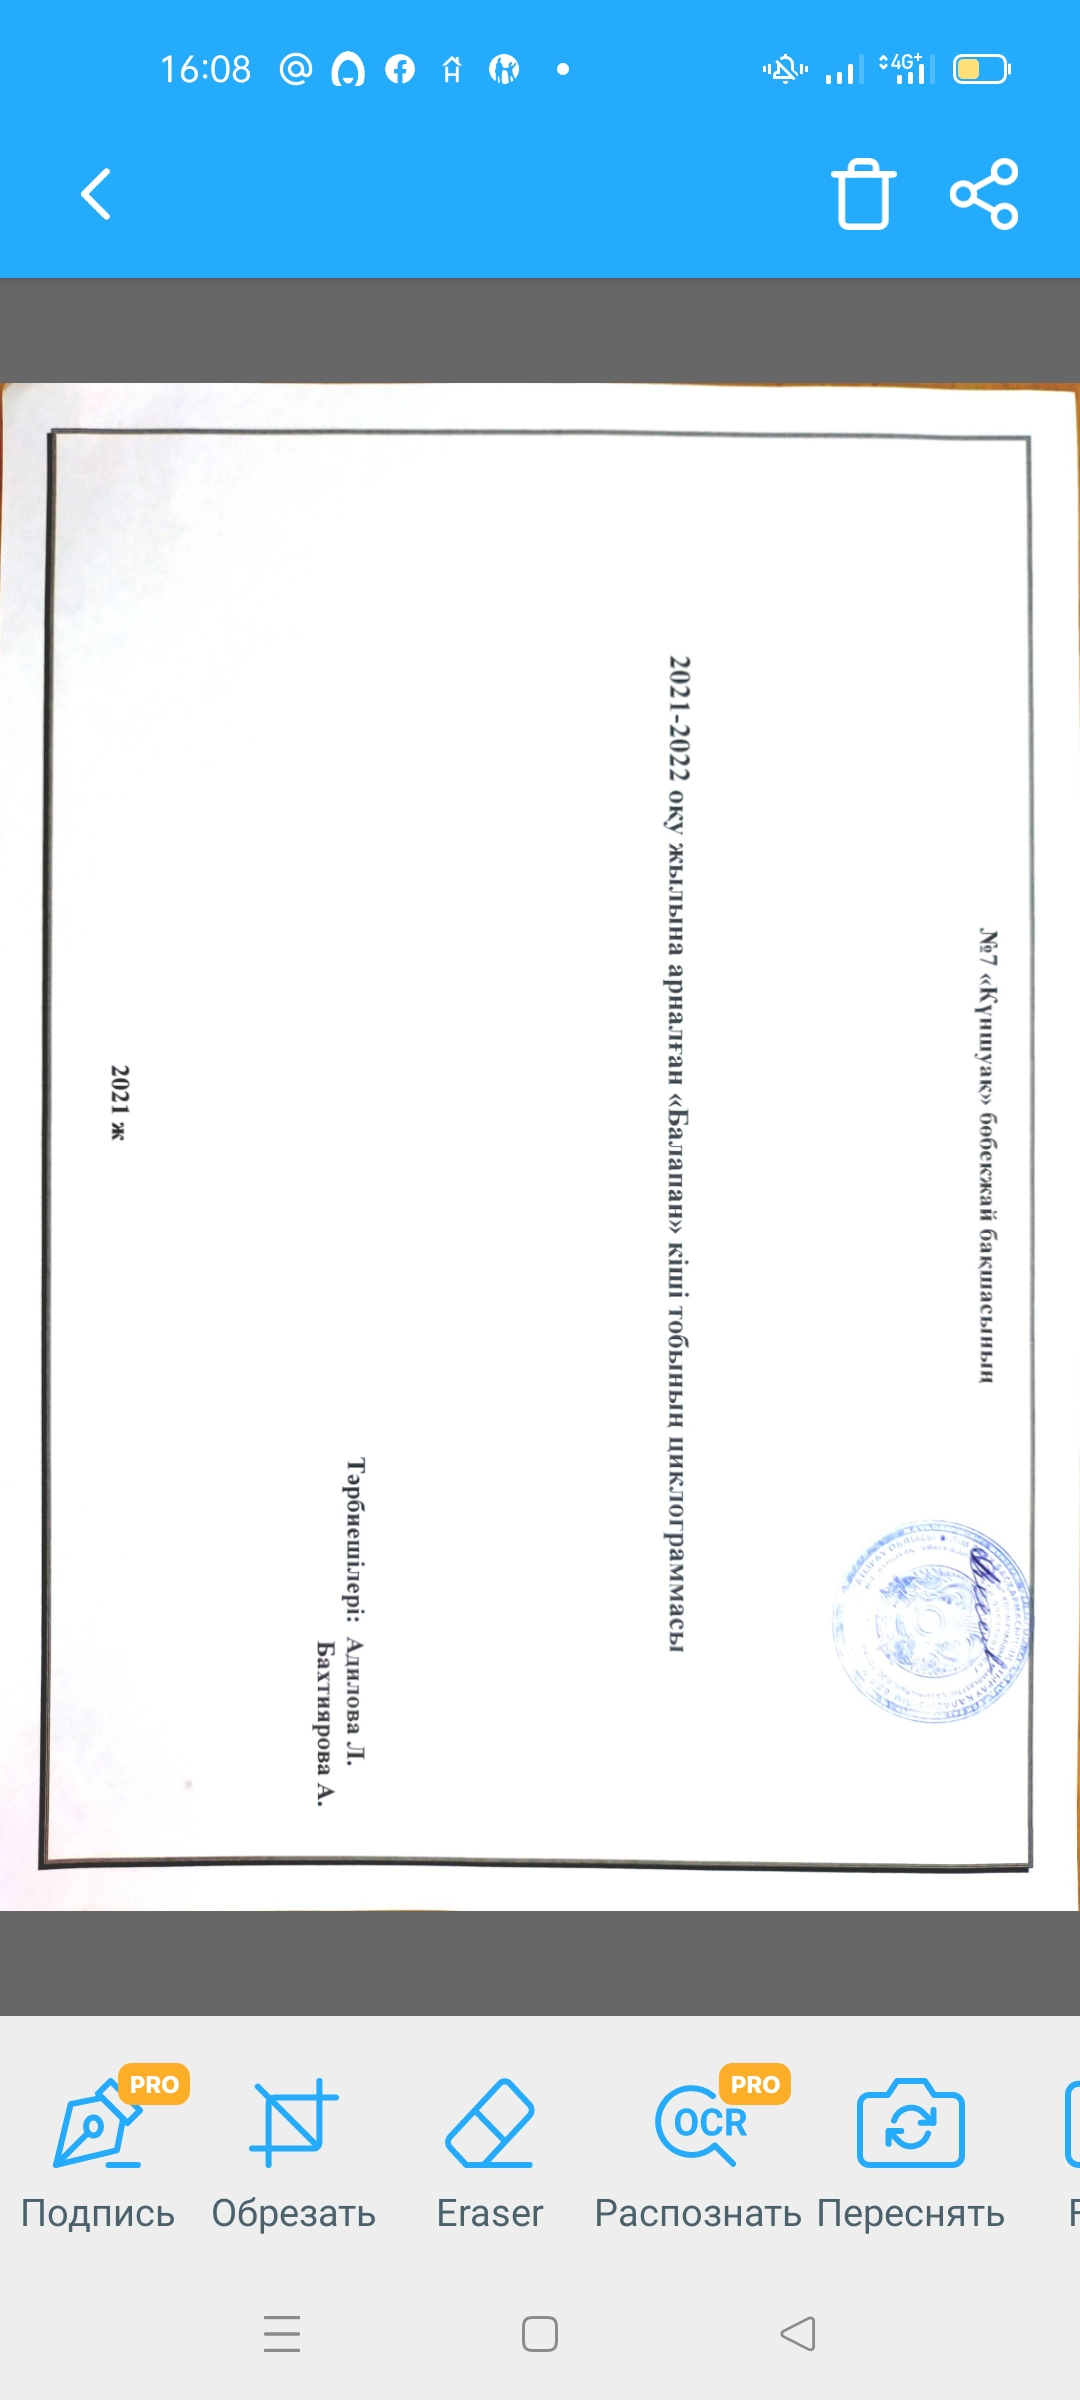 16:08
4G+
№7 «Күншуақ» бөбекжай бақшасының
2021-2022 оқу жылына арналған «Балапан» кіші тобының циклограммасы
Тәрбиешілері: Адилова Л.
Бахтиярова А.
2021 ж
PRO
PRO
OCR
Подпись
Обрезать
Eraser
Распознать
Переснять